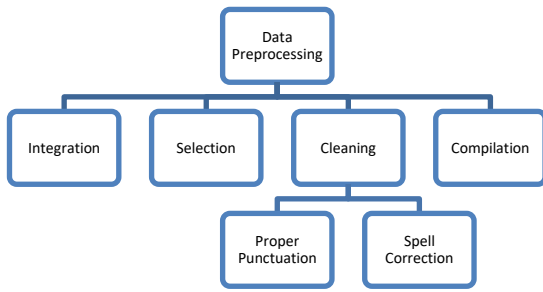 Data
Preprocessing
Integration
Selection
Cleaning
Compilation
Proper
Punctuation
Spell
Correction